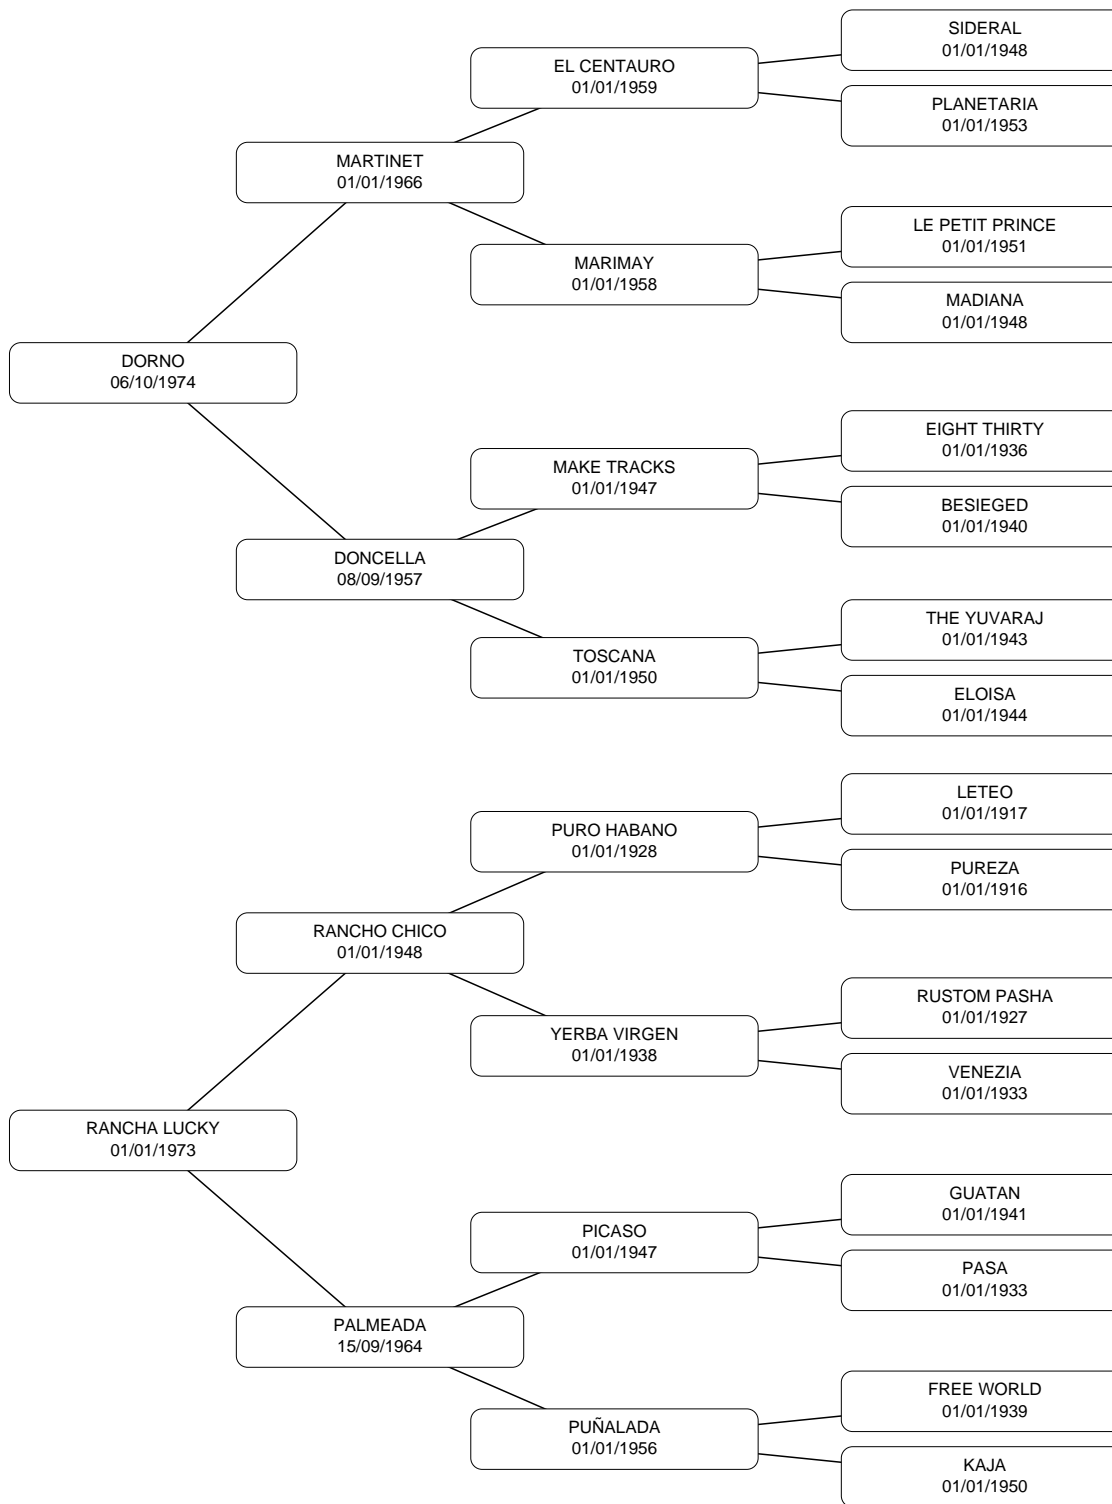 SIDERAL
01/01/1948
EL CENTAURO
01/01/1959
PLANETARIA
01/01/1953
MARTINET
01/01/1966
LE PETIT PRINCE
01/01/1951
MARIMAY
01/01/1958
MADIANA
01/01/1948
DORNO
06/10/1974
EIGHT THIRTY
01/01/1936
MAKE TRACKS
01/01/1947
BESIEGED
01/01/1940
DONCELLA
08/09/1957
THE YUVARAJ
01/01/1943
TOSCANA
01/01/1950
ELOISA
01/01/1944
LETEO
01/01/1917
PURO HABANO
01/01/1928
PUREZA
01/01/1916
RANCHO CHICO
01/01/1948
RUSTOM PASHA
01/01/1927
YERBA VIRGEN
01/01/1938
VENEZIA
01/01/1933
RANCHA LUCKY
01/01/1973
GUATAN
01/01/1941
PICASO
01/01/1947
PASA
01/01/1933
PALMEADA
15/09/1964
FREE WORLD
01/01/1939
PUÑALADA
01/01/1956
KAJA
01/01/1950